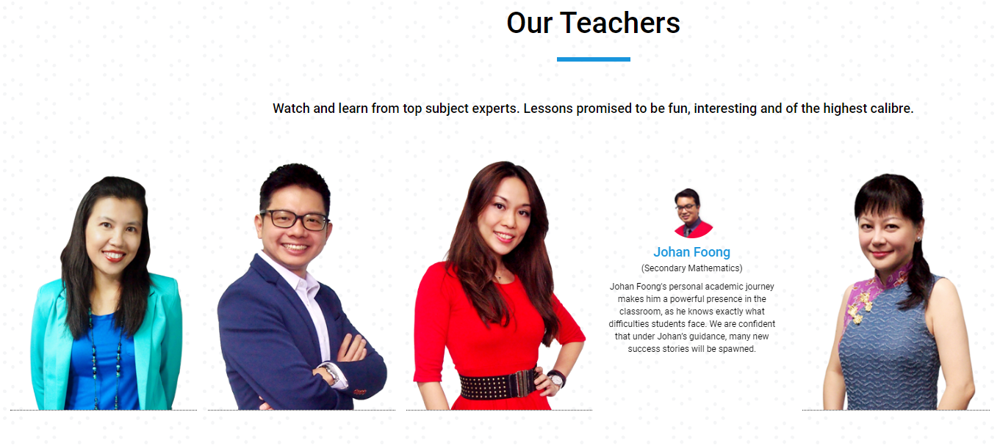 Our Teachers
Watch and learn from top subject experts. Lessons promised to be fun, interesting and of the highest calibre.
Johan Foong
(Secondary Mathematics)
Johan Foong's personal academic journey
makes him a powerful presence in the
classroom, as he knows exactly what
difficulties students face. We are confident
that under Johan's guidance, many new
success stories will be spawned.